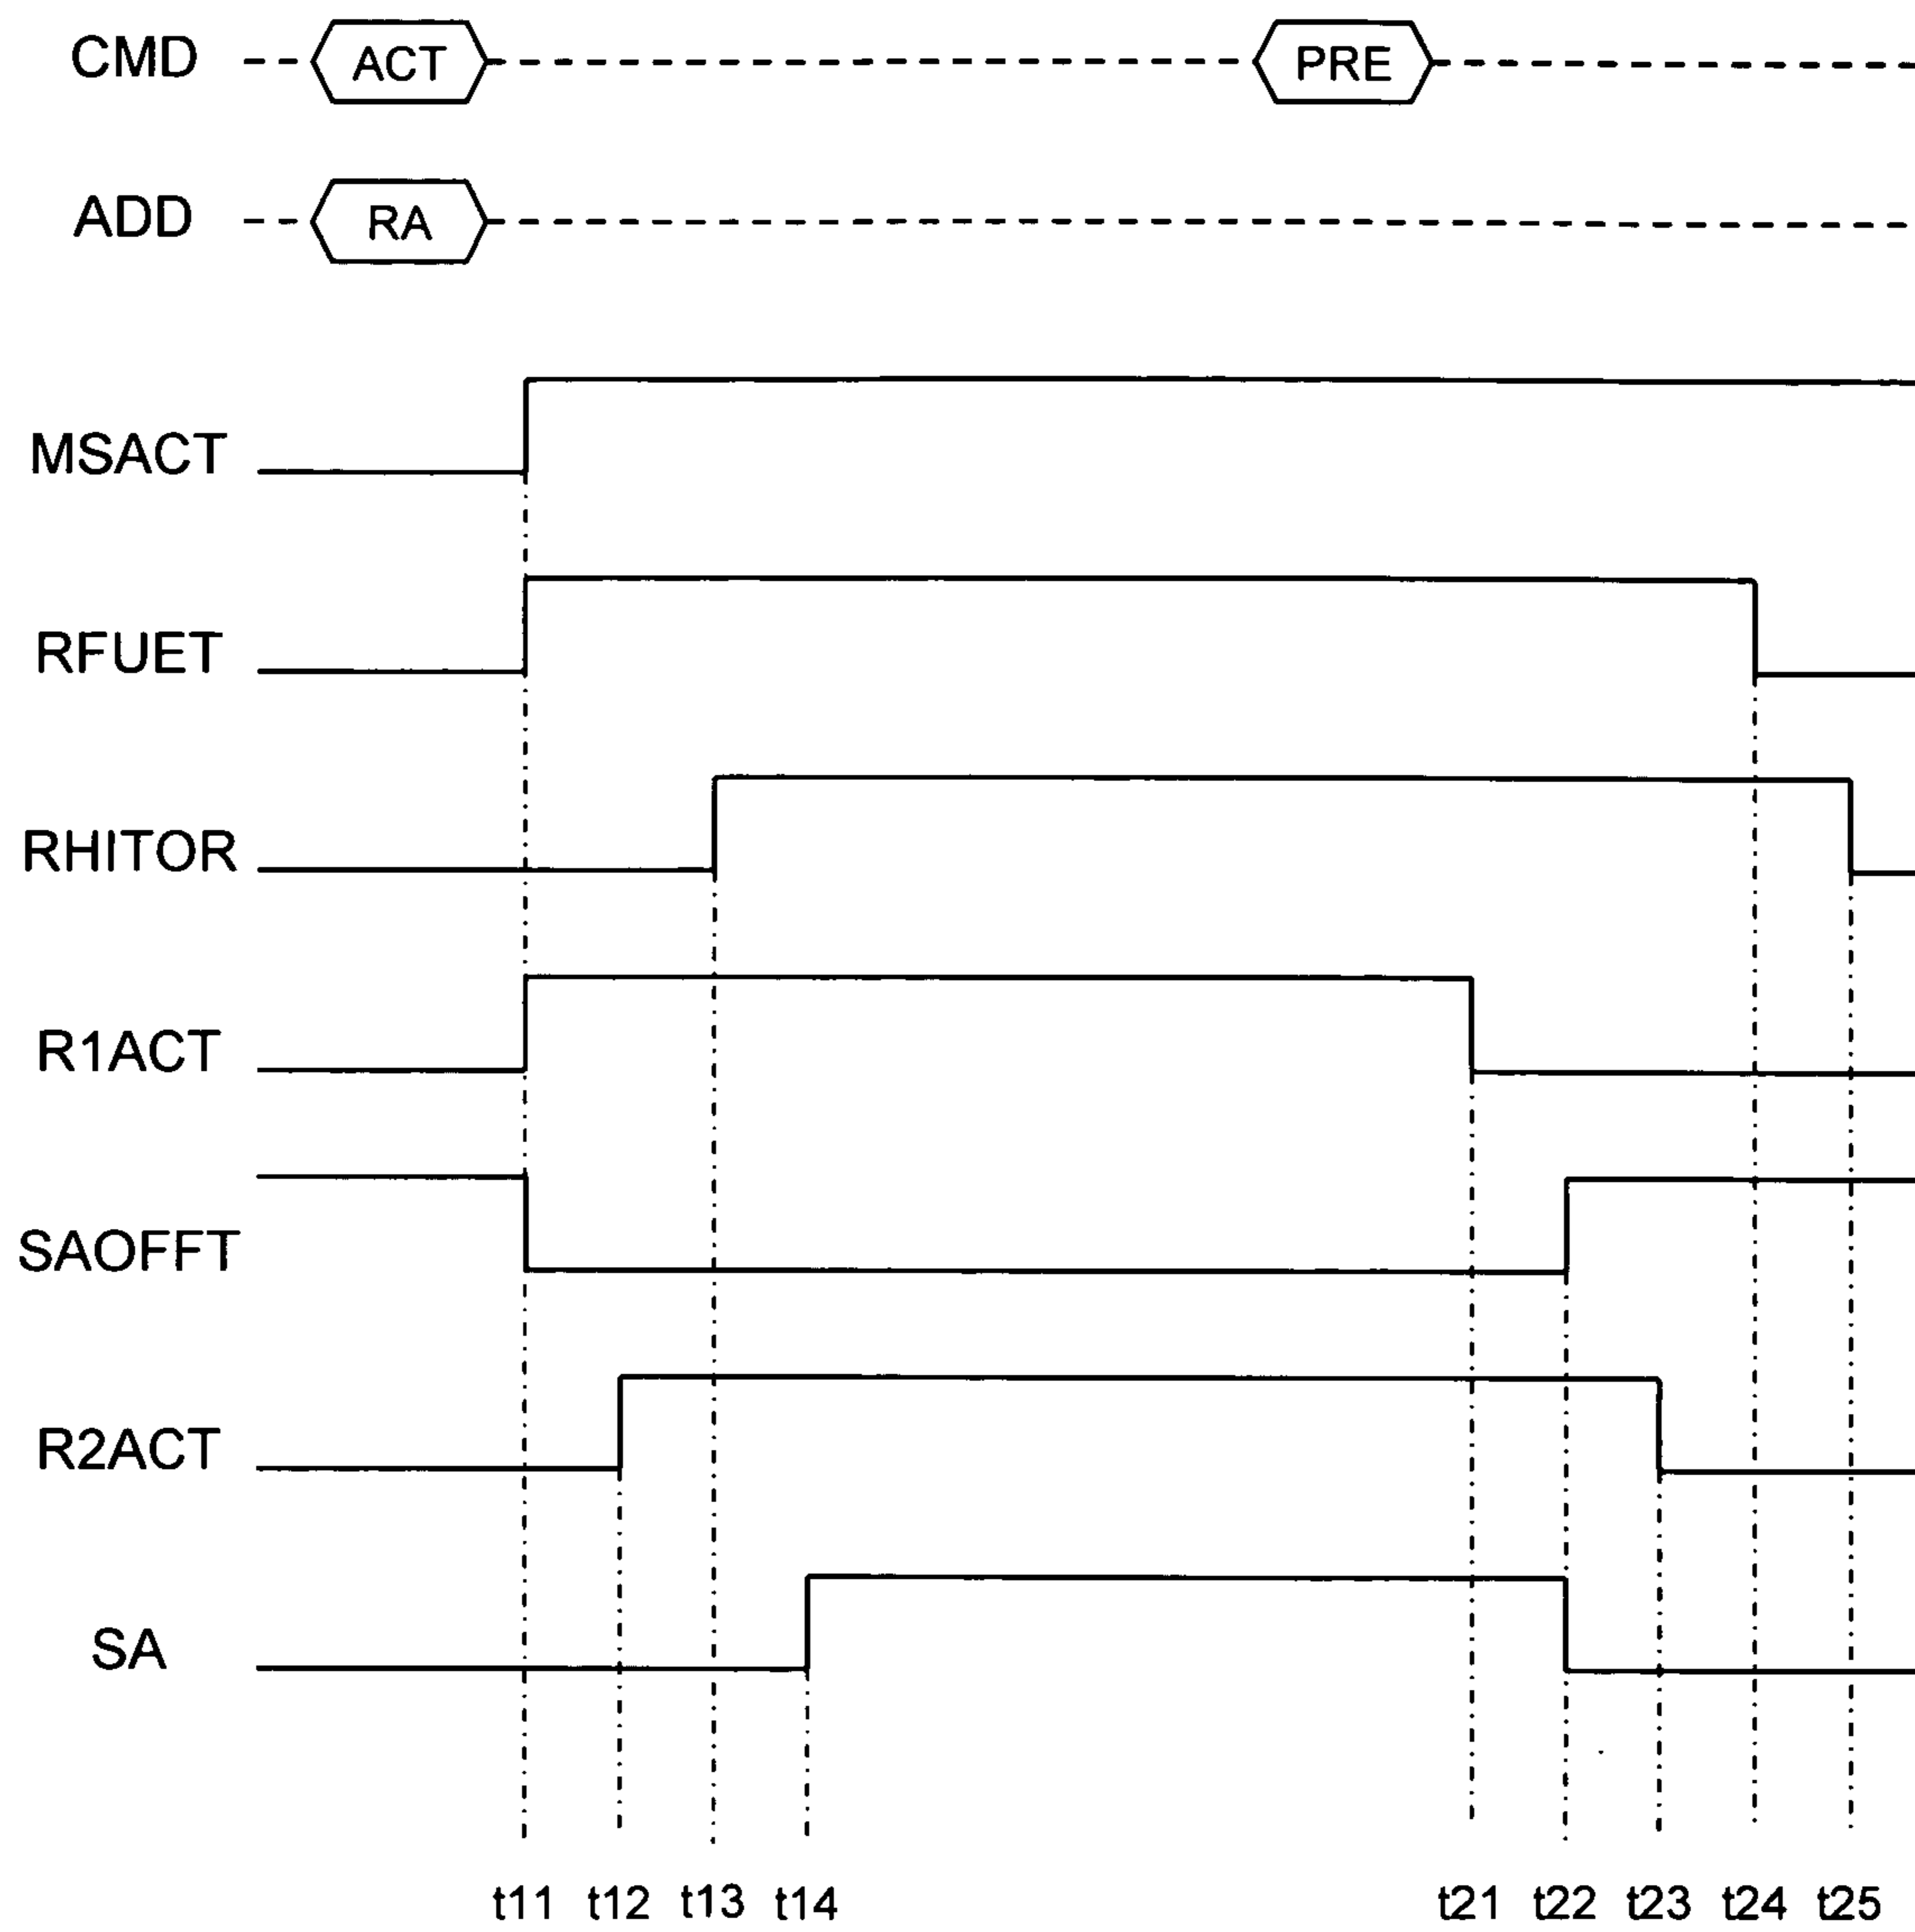 CMD ACT PRE
ADD RA
MSACT
RFUET
RHITOR
R1ACT
SAOFFT
R2ACT
SA
t11 t12 t13 t14 t21 t22 t23 t24 t25